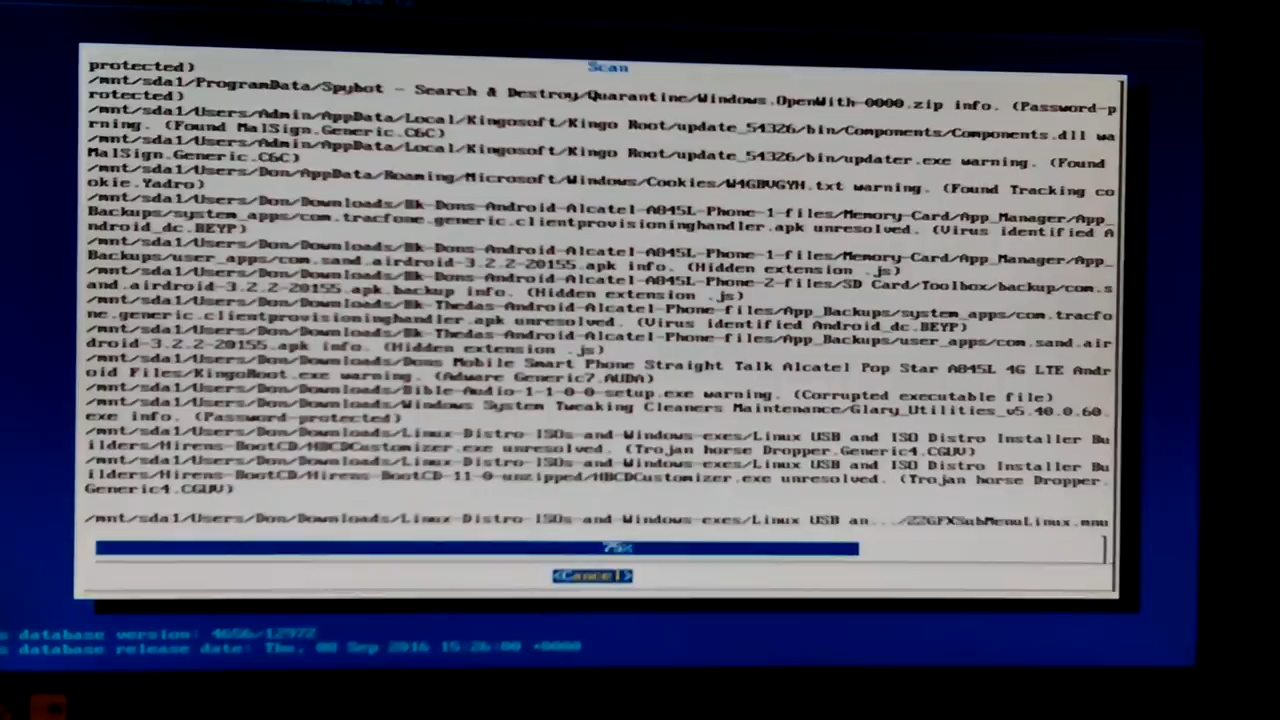 Scan
protected)
/mnt/sda1/ProgramData/Spybot - Search & Destroy/Quarantine/Windows.OpenWith-0000.zip info. (Password-p
rotected)
/mnt/sda1/Users/Admin/AppData/Local/Kingosoft/Kingo Root/update_54326/bin/Components/Components.dll wa
rning. (Found MalSign.Generic.C6C)
/mnt/sda1/Users/Admin/AppData/Local/Kingosoft/Kingo Root/update_54326/bin/updater.exe warning. (Found
MalSign.Generic.C6C)
/mnt/sda1/Users/Don/AppData/Roaming/Microsoft/Windows/Cookies/W4GBVGYH.txt warning. (Found Tracking co
okie.Yadro)
/mnt/sda1/Users/Don/Downloads/Bk-Dons-Android-Alcatel-A845L-Phone-1-files/Memory-Card/App_Manager/App_
Backups/system_apps/com.tracfone.generic.clientprovisioninghandler.apk unresolved. (Virus identified A
ndroid_dc.BEYP)
/mnt/sda1/Users/Don/Downloads/Bk-Dons-Android-Alcatel-A845L-Phone-1-files/Memory-Card/App_Manager/App_
Backups/user_apps/com.sand.airdroid-3.2.2-20155.apk info. (Hidden extension .js)
/mnt/sda1/Users/Don/Downloads/Bk-Dons-Android-Alcatel-A845L-Phone-2-files/SD Card/Toolbox/backup/com.s
and.airdroid-3.2.2-20155.apk.backup info. (Hidden extension .js)
/mnt/sda1/Users/Don/Downloads/Bk-Thedas-Android-Alcatel-Phone-files/App_Backups/system_apps/com.tracfo
ne.generic.clientprovisioninghandler.apk unresolved. (Virus identified Android_dc.BEYP)
/mnt/sda1/Users/Don/Downloads/Bk-Thedas-Android-Alcatel-Phone-files/App_Backups/user_apps/com.sand.air
droid-3.2.2-20155.apk info. (Hidden extension .js)
/mnt/sda1/Users/Don/Downloads/Dons Mobile Smart Phone Straight Talk Alcatel Pop Star A845L 4G LTE Andr
oid Files/KingoRoot.exe warning. (Adware Generic7.AUDA)
/mnt/sda1/Users/Don/Downloads/Bible-Audio-1-1-0-0-setup.exe warning. (Corrupted executable file)
/mnt/sda1/Users/Don/Downloads/Windows System Tweaking Cleaners Maintenance/Glary_Utilities_v5.40.0.60.
exe info. (Password-protected)
/mnt/sda1/Users/Don/Downloads/Linux-Distro-ISOs-and-Windows-exes/Linux USB and ISO Distro Installer Bu
ilders/Hirens-BootCD/HBCDCustomizer.exe unresolved. (Trojan horse Dropper.Generic4.CGUV)
/mnt/sda1/Users/Don/Downloads/Linux-Distro-ISOs-and-Windows-exes/Linux USB and ISO Distro Installer Bu
ilders/Hirens-BootCD/Hirens-BootCD-11-0-unzipped/HBCDCustomizer.exe unresolved. (Trojan horse Dropper.
Generic4.CGUV)
/mnt/sda1/Users/Don/Downloads/Linux-Distro-ISOs-and-Windows-exes/Linux USB an.../22GFXSubMenuLinux.mnu
75%
<Cancel>
s database version: 4656/12972
s database release date: Thu, 08 Sep 2016 15:26:00 +0000